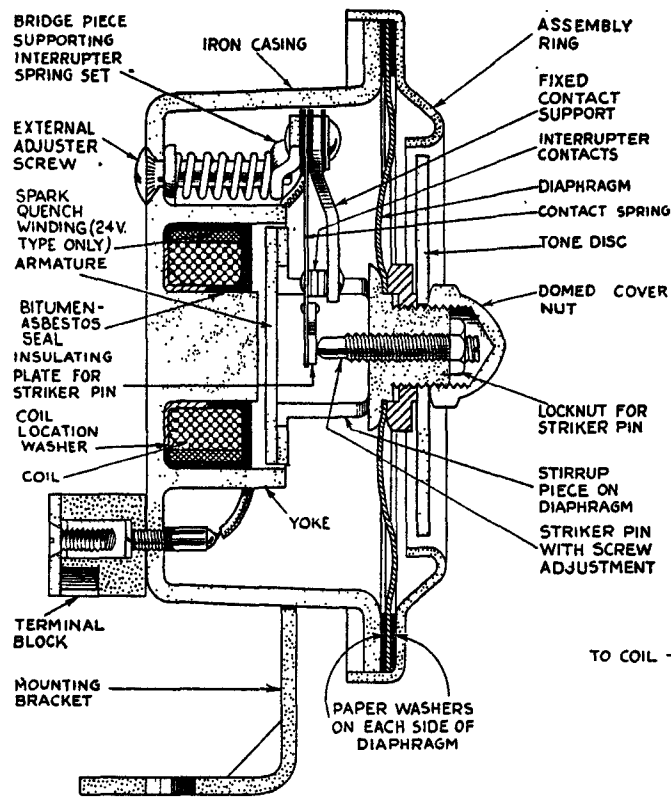 BRIDGE PIECE
SUPPORTING
INTERRUPTER
SPRING SET
IRON CASING
ASSEMBLY
RING
FIXED
CONTACT
SUPPORT
EXTERNAL
ADJUSTER
SCREW
INTERRUPTER
CONTACTS
DIAPHRAGM
SPARK
QUENCH
WINDING (24V.
TYPE ONLY)
CONTACT SPRING
TONE DISC
ARMATURE
DOMED COVER
NUT
BITUMEN-
ASBESTOS
SEAL
INSULATING
PLATE FOR
STRIKER PIN
COIL
LOCATION
WASHER
LOCKNUT FOR
STRIKER PIN
COIL
STIRRUP
PIECE ON
DIAPHRAGM
YOKE
STRIKER PIN
WITH SCREW
ADJUSTMENT
TERMINAL
BLOCK
TO COIL -
MOUNTING
BRACKET
PAPER WASHERS
ON EACH SIDE OF
DIAPHRAGM